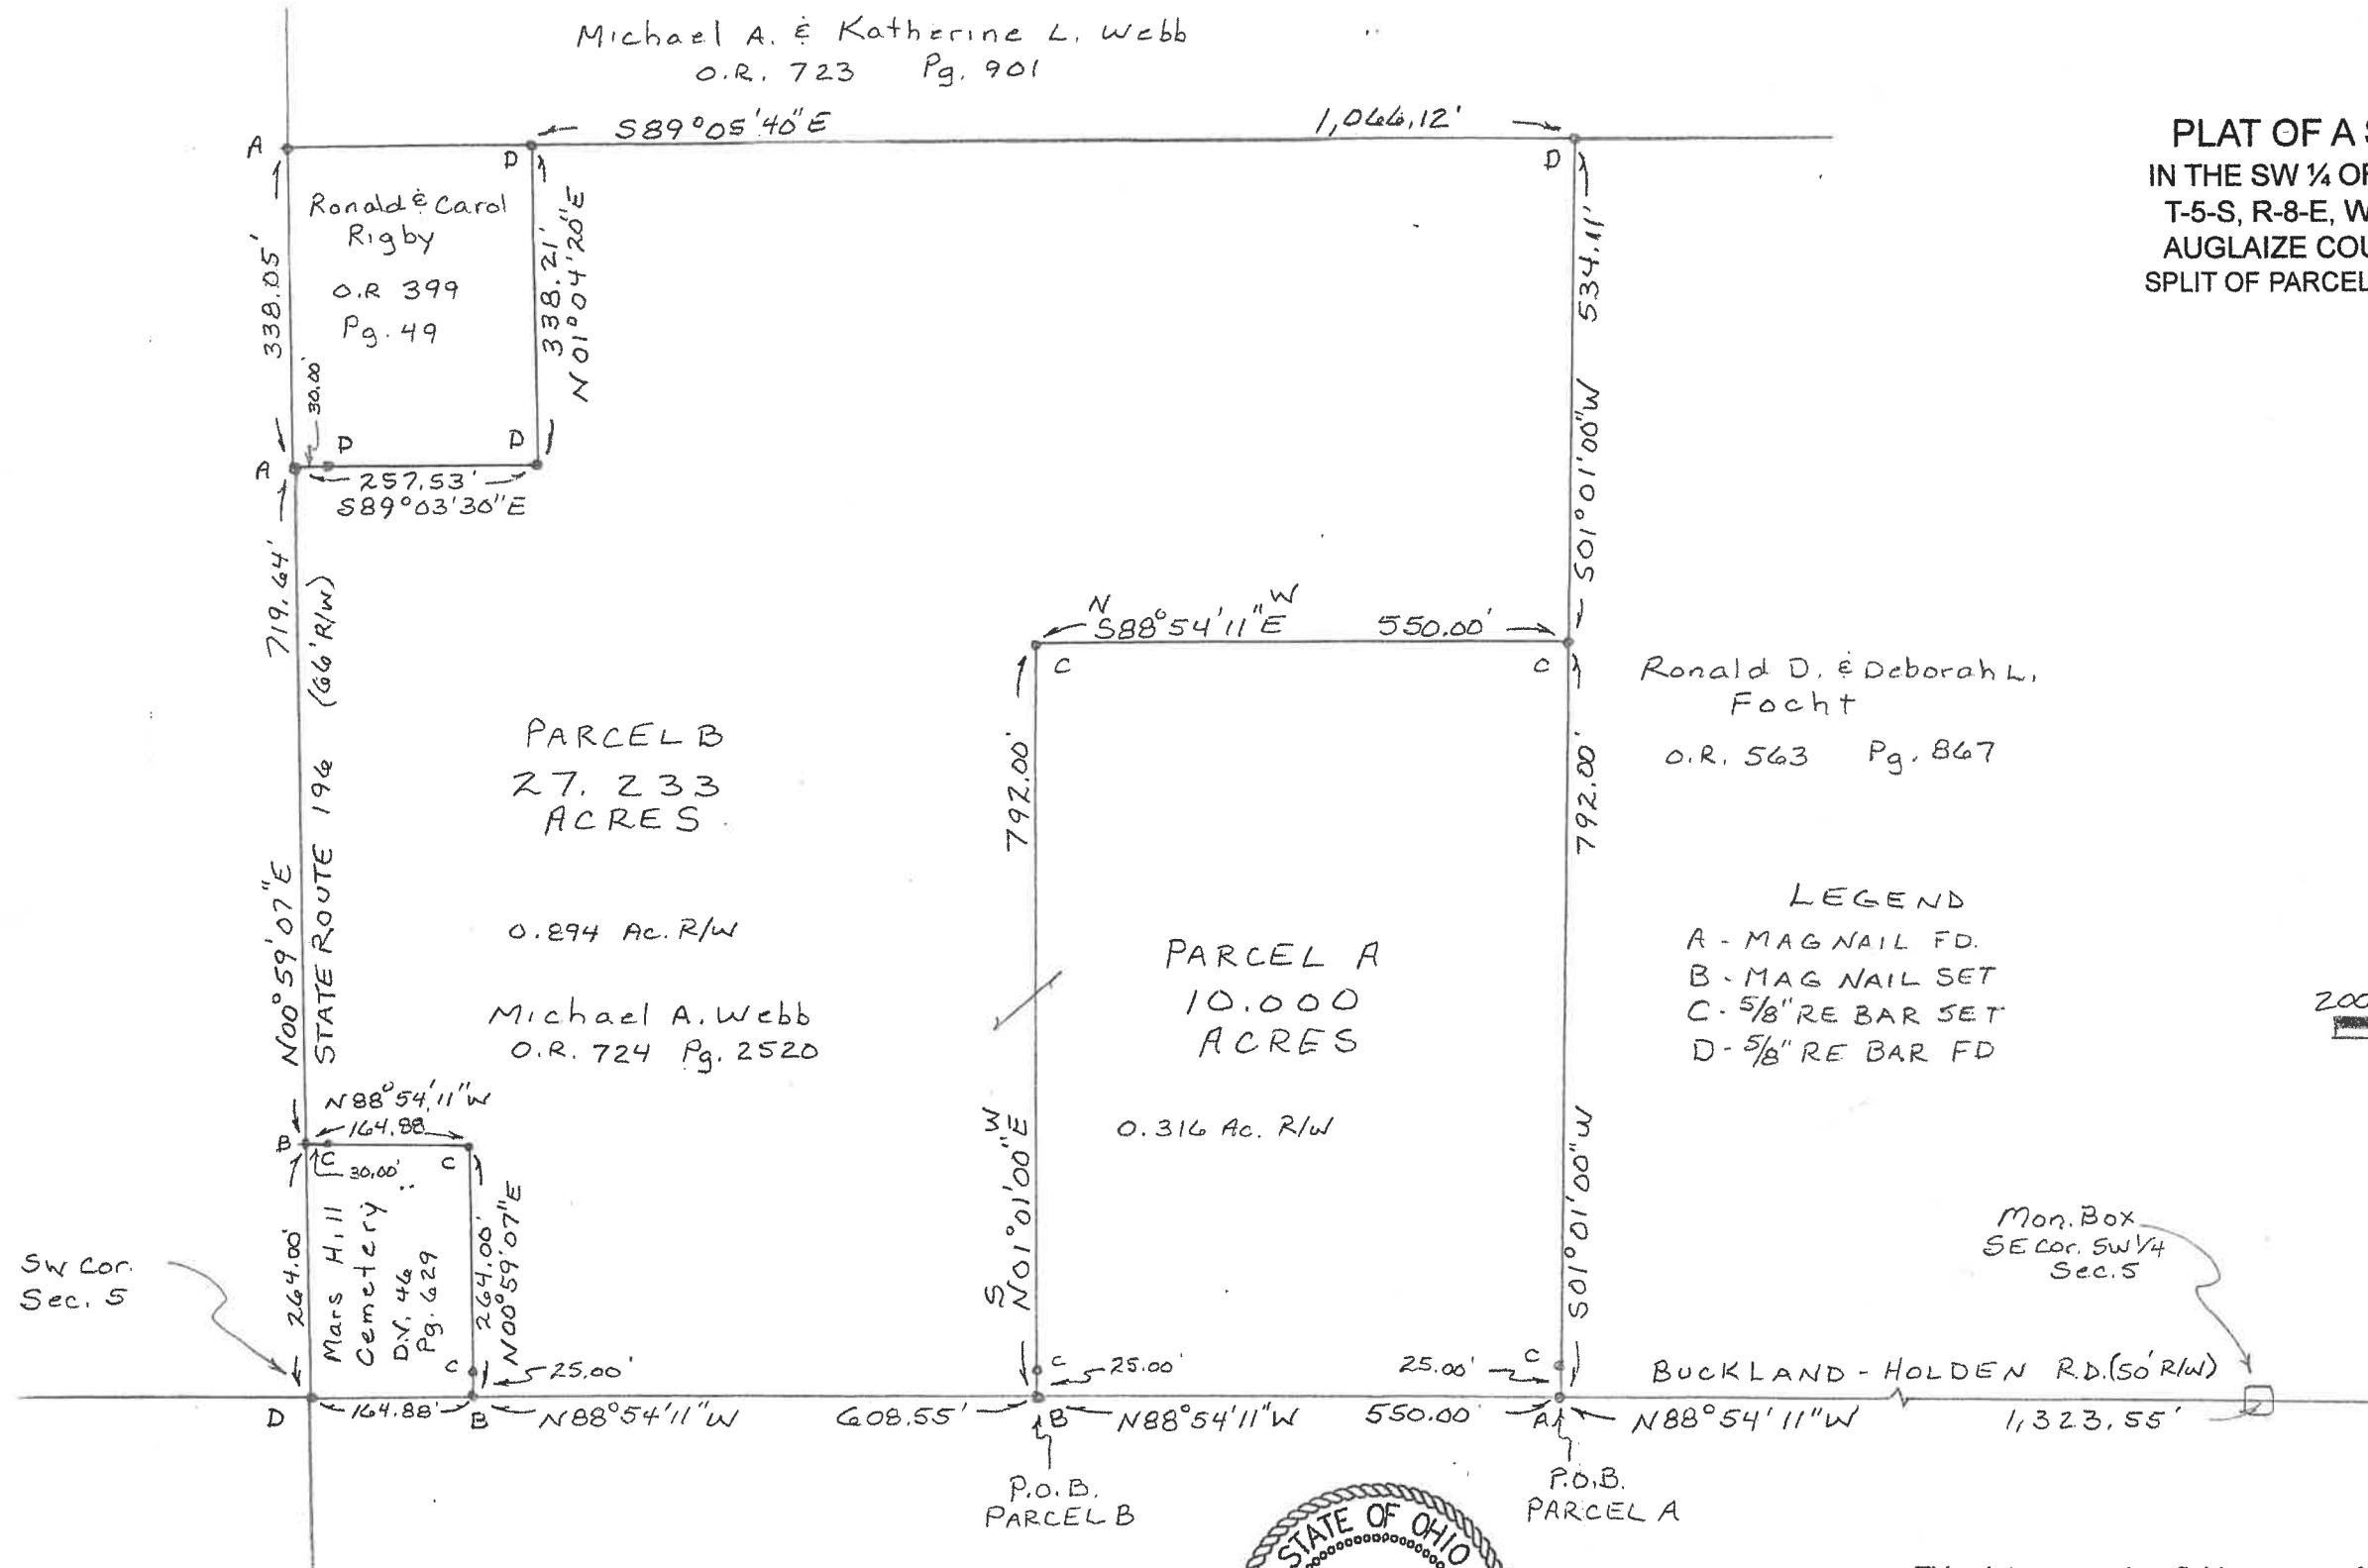 Michael A. & Katherine L. Webb
O.R. 723 Pg. 901
S89°05'40"E
1,066.12'
PLAT OF A
IN THE SW ¼ OF
T-5-S, R-8-E, W
AUGLAIZE COU
SPLIT OF PARCEL
A
D
D
Ronald & Carol
Rigby
O.R 399
Pg. 49
338.05'
338.21'
N01°04'20"E
534.11'
S01°01'00"W
30.00'
D
D
A
257.53'
S89°03'30"E
719.64'
N00°59'07"E
STATE ROUTE 196 (66' R/W)
N W
S88°54'11"E 550.00'
C
C
Ronald D. & Deborah L.
Focht
O.R. 563 Pg. 867
PARCEL B
27.233
ACRES
0.894 Ac. R/W
Michael A. Webb
O.R. 724 Pg. 2520
792.00'
792.00'
PARCEL A
10.000
ACRES
0.316 Ac. R/W
S W
N01°01'00"E
S01°01'00"W
LEGEND
A - MAG NAIL FD.
B - MAG NAIL SET
C - 5/8" RE BAR SET
D - 5/8" RE BAR FD
200
N88°54'11"W
164.88
B
C
30.00'
C
Mars Hill
Cemetery
D.V. 46
Pg. 629
264.00'
264.00'
N00°59'07"E
SW Cor.
Sec. 5
Mon. Box
SE Cor. SW 1/4
Sec. 5
C
25.00'
C
25.00'
25.00'
C
BUCKLAND - HOLDEN RD. (50' R/W)
D
164.88'
B
N88°54'11"W 608.55'
B
N88°54'11"W 550.00'
A
N88°54'11"W 1,323.55'
P.O.B.
PARCEL B
P.O.B.
PARCEL A
STATE OF OHIO